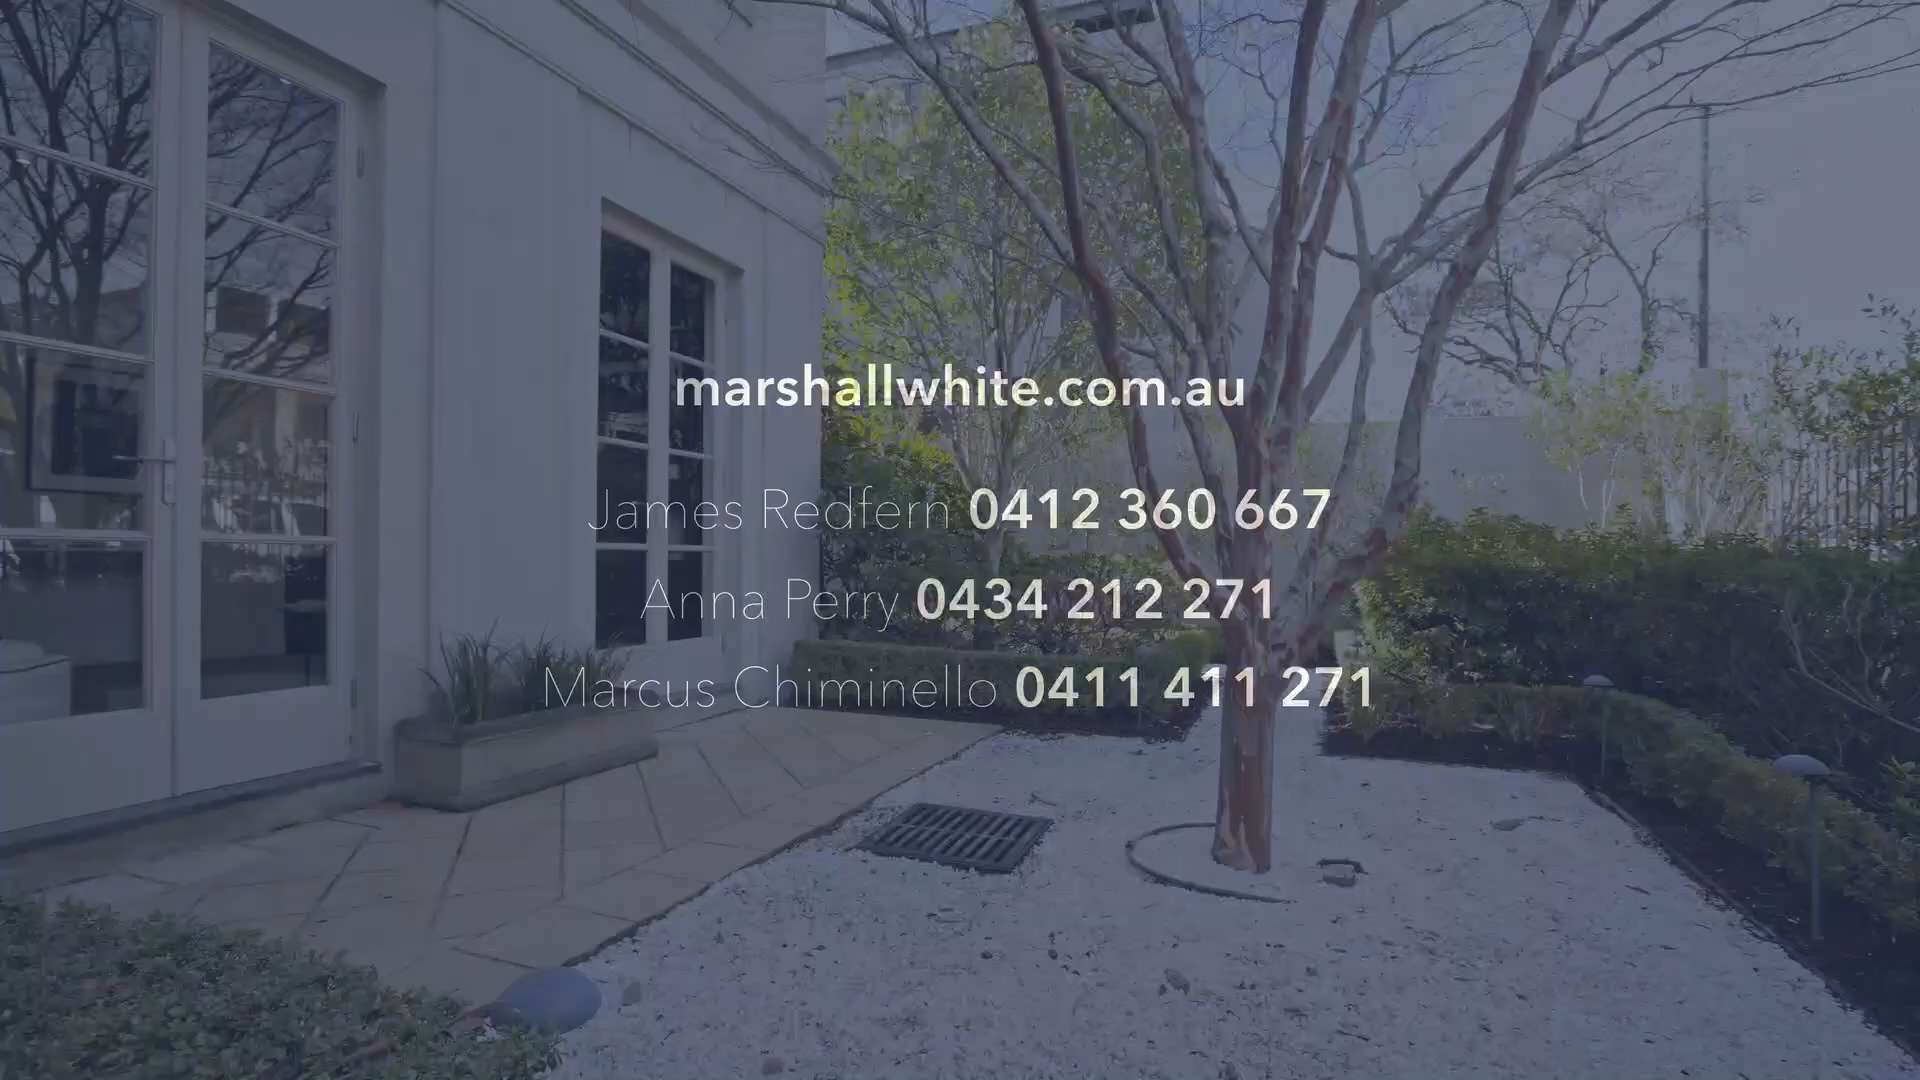 marshallwhite.com.au
James Redfern 0412 360 667
Anna Perry 0434 212 271
Marcus Chiminello 0411 411 271